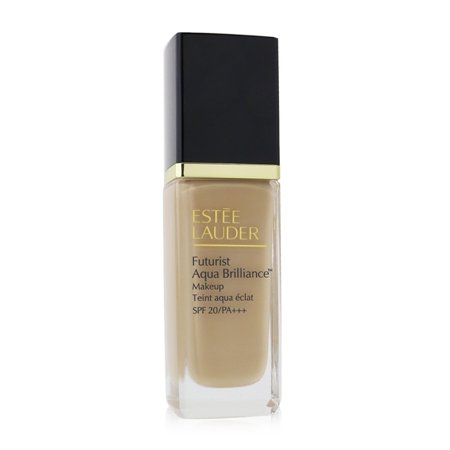 ESTĒE
LAUDER
Futurist
Aqua Brilliance™
Makeup
Teint aqua éclat
SPF 20/PA+++